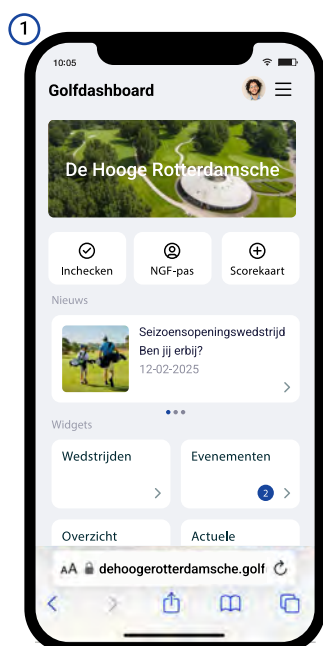 1
10:05
Golfdashboard
De Hooge Rotterdamsche
Inchecken
NGF-pas
Scorekaart
Nieuws
Seizoensopeningswedstrijd
Ben jij erbij?
12-02-2025
Widgets
Wedstrijden
Evenementen
2
Overzicht
Actuele
AA dehoogerotterdamsche.golf